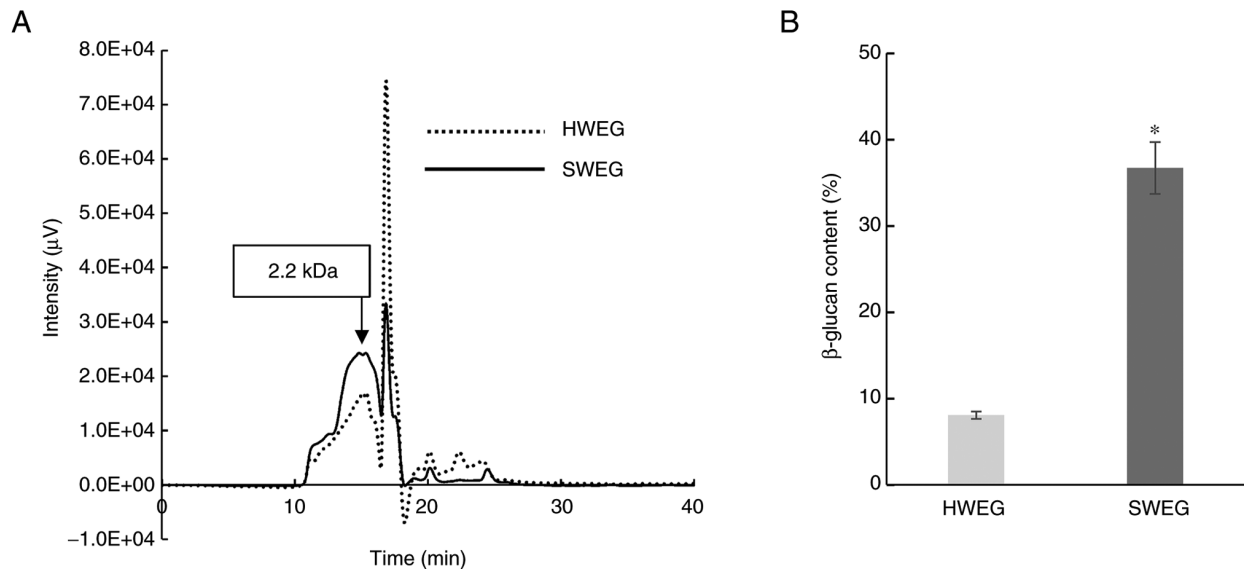 A
8.0E+04
7.0E+04
6.0E+04
5.0E+04
4.0E+04
3.0E+04
2.0E+04
1.0E+04
0.0E+00
−1.0E+04
Intensity (μV)
HWEG
SWEG
2.2 kDa
0 10 20 30 40
Time (min)
B
50
40
30
20
10
0
β-glucan content (%)
*
HWEG SWEG